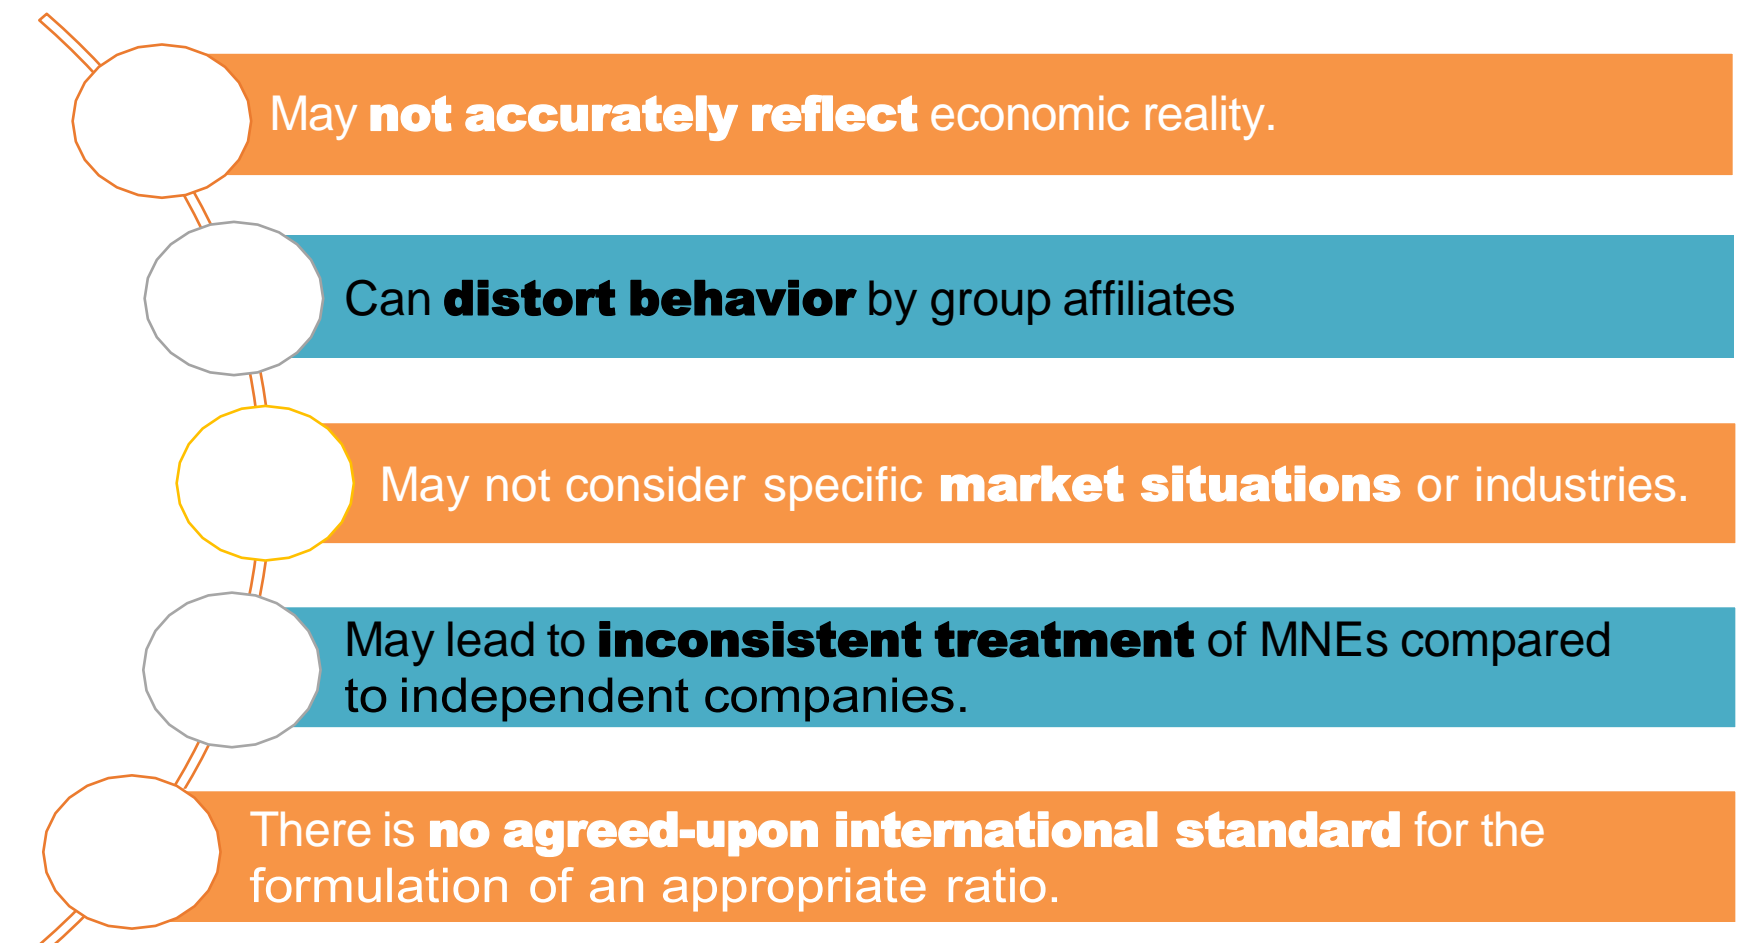 May not accurately reflect economic reality.
Can distort behavior by group affiliates
May not consider specific market situations or industries.
May lead to inconsistent treatment of MNEs compared
to independent companies.
There is no agreed-upon international standard for the
formulation of an appropriate ratio.